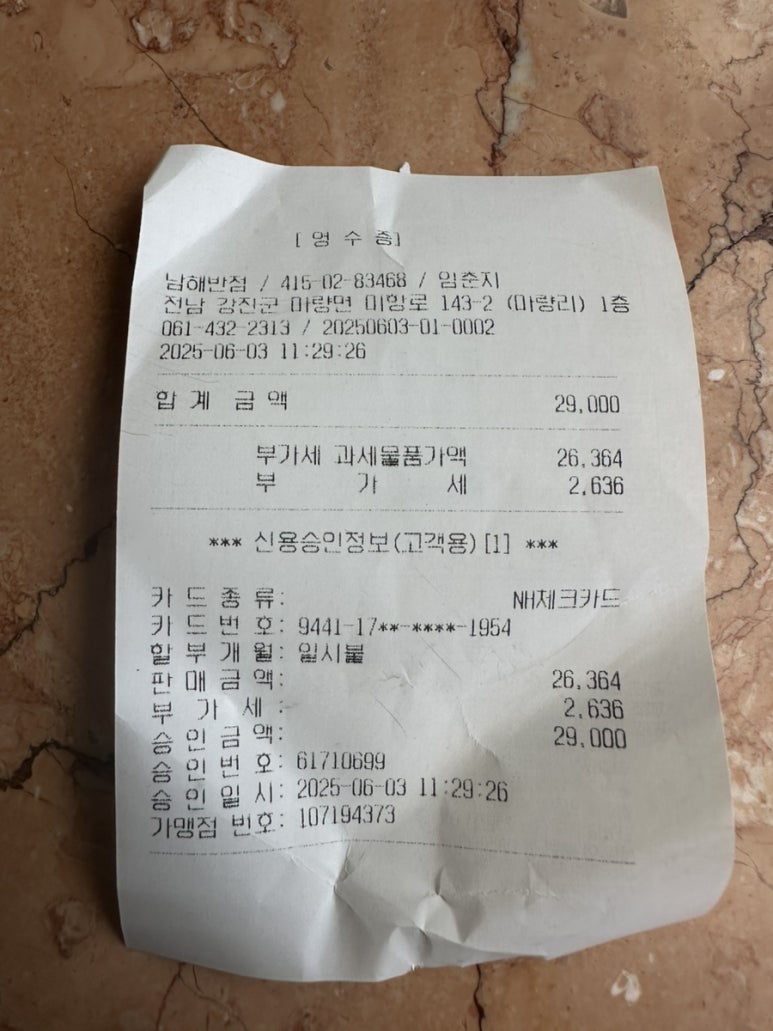 [ 영 수 증]
남해반점 / 415-02-83468 / 임춘지
전남 강진군 마량면 미항로 143-2 (마량리) 1층
061-432-2313 / 20250603-01-0002
2025-06-03 11:29:26
합 계 금 액 29,000
부가세 과세물품가액 26,364
부 가 세 2,636
*** 신용승인정보(고객용)[1] ***
카 드 종 류: NH체크카드
카 드 번 호: 9441-17**-****-1954
할 부 개 월: 일시불
판 매 금 액: 26,364
부 가 세 : 2,636
승 인 금 액: 29,000
승 인 번 호: 61710699
승 인 일 시: 2025-06-03 11:29:26
가맹점 번호: 107194373